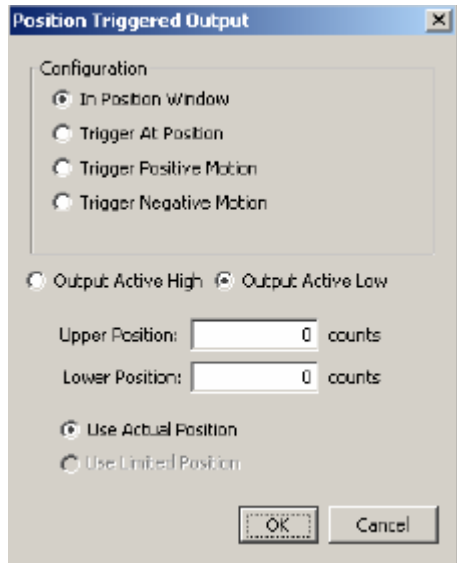 Position Triggered Output
Configuration
In Position Window
Trigger At Position
Trigger Positive Motion
Trigger Negative Motion
Output Active High Output Active Low
Upper Position: 0 counts
Lower Position: 0 counts
Use Actual Position
Use Limited Position
OK Cancel